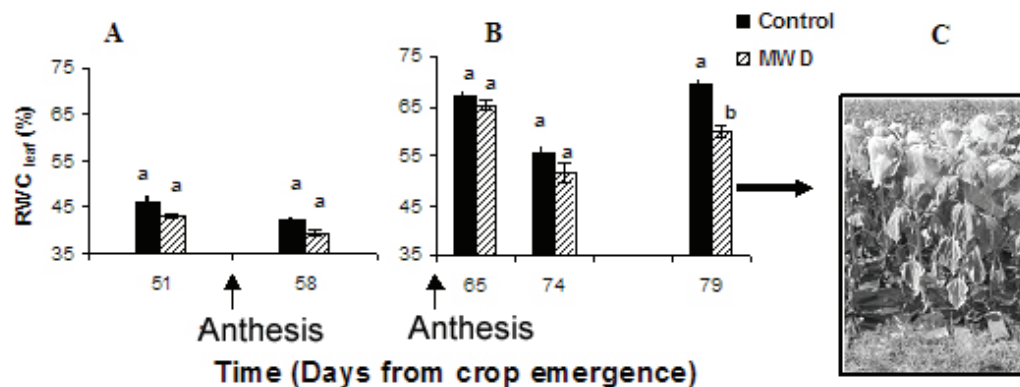 A
B
C
Control
MWD
RWC leaf (%)
75
65
55
45
35
a
a
a
a
51
58
Anthesis
75
65
55
45
35
a
a
a
a
a
b
65
74
79
Anthesis
Time (Days from crop emergence)